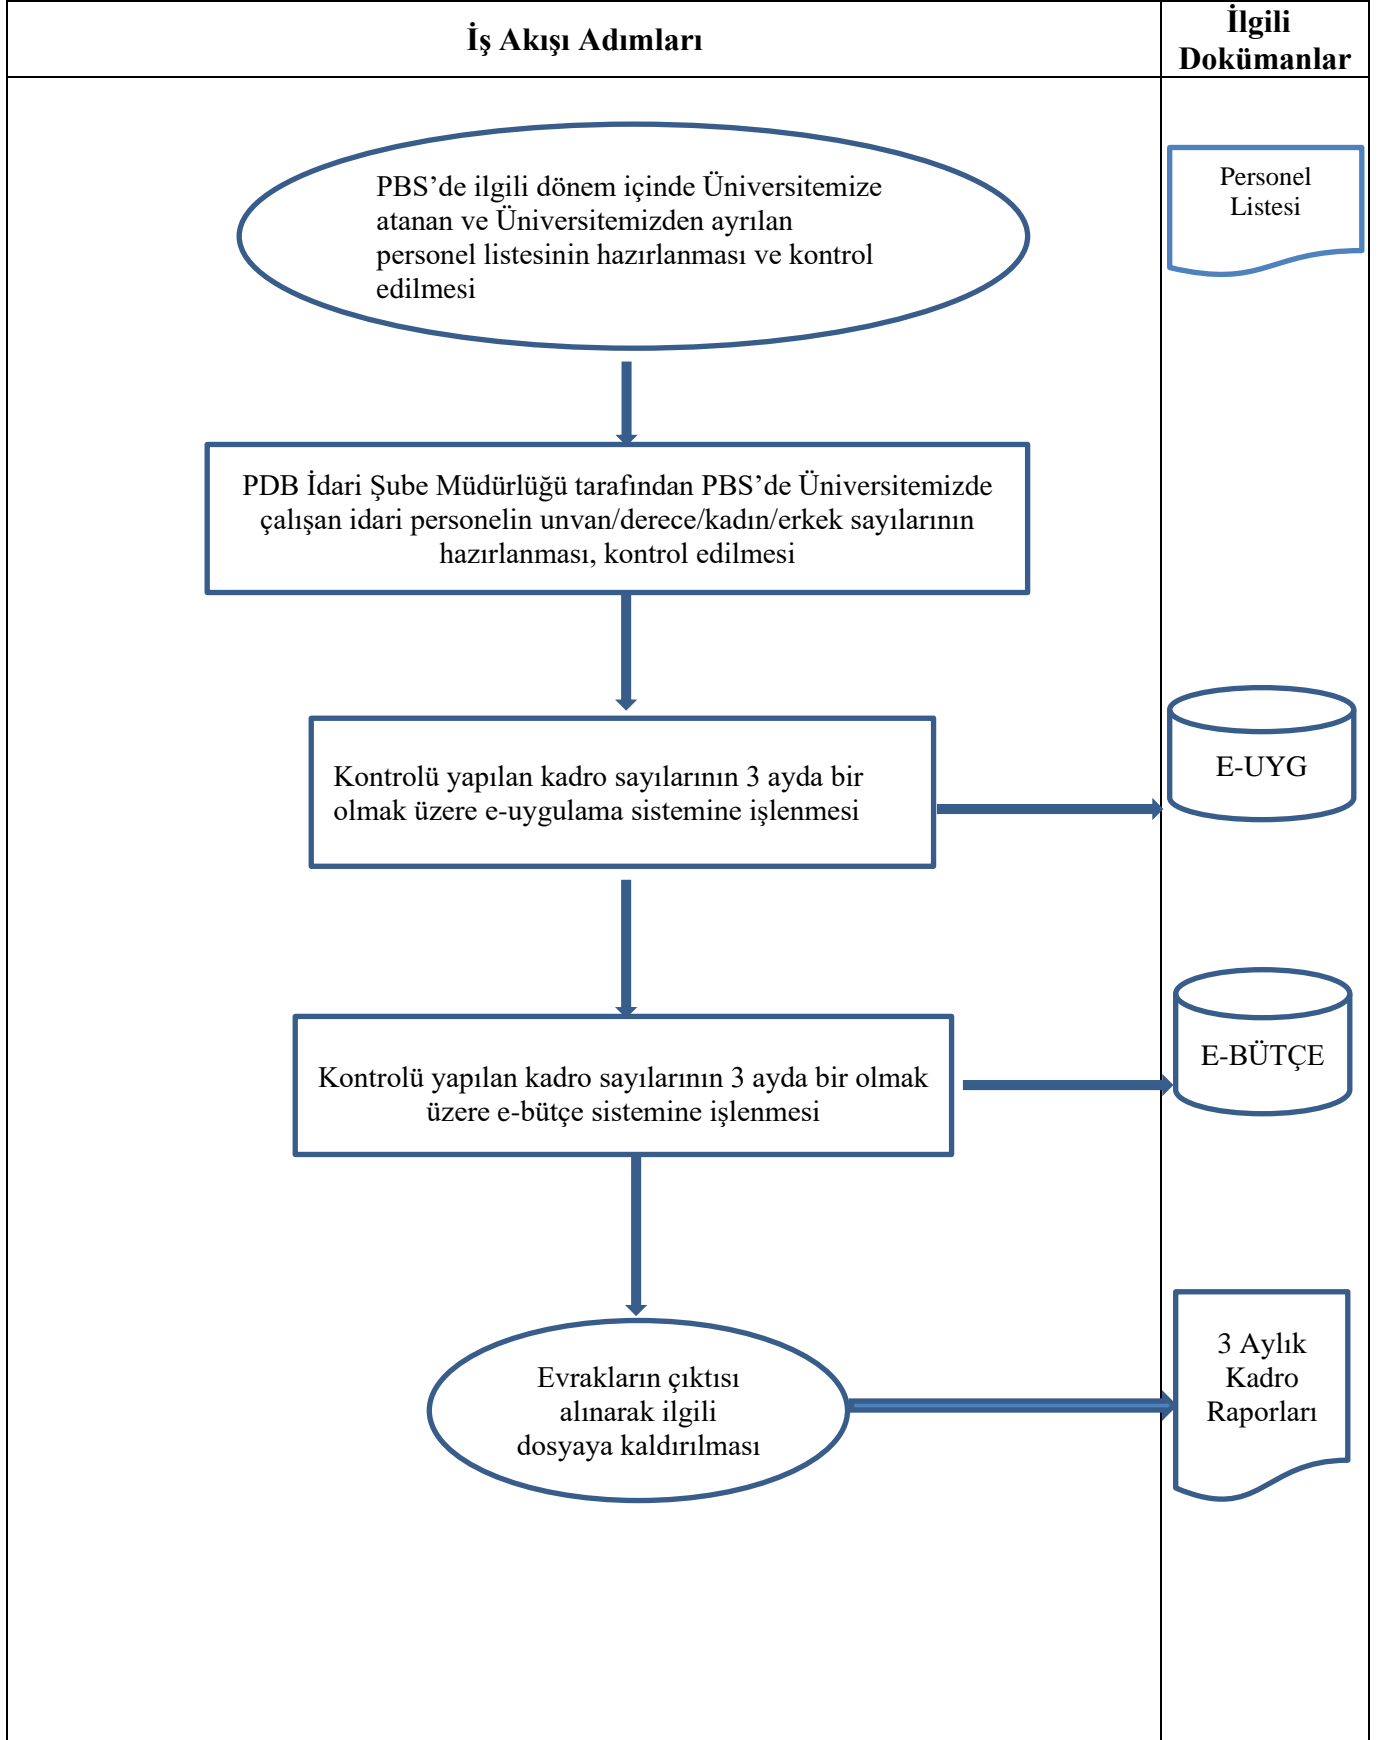 İş Akışı Adımları
İlgili
Dokümanlar
PBS’de ilgili dönem içinde Üniversitemize
atanan ve Üniversitemizden ayrılan
personel listesinin hazırlanması ve kontrol
edilmesi
Personel
Listesi
PDB İdari Şube Müdürlüğü tarafından PBS’de Üniversitemizde
çalışan idari personelin unvan/derece/kadın/erkek sayılarının
hazırlanması, kontrol edilmesi
Kontrolü yapılan kadro sayılarının 3 ayda bir
olmak üzere e-uygulama sistemine işlenmesi
E-UYG
Kontrolü yapılan kadro sayılarının 3 ayda bir olmak
üzere e-bütçe sistemine işlenmesi
E-BÜTÇE
Evrakların çıktısı
alınarak ilgili
dosyaya kaldırılması
3 Aylık
Kadro
Raporları